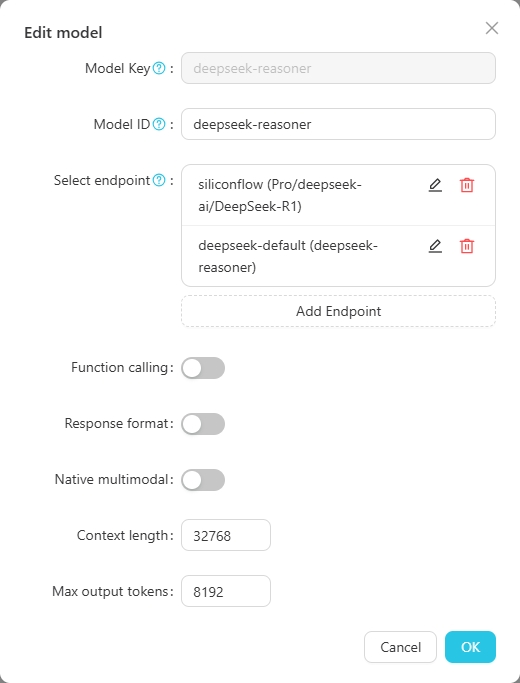 Edit model
Model Key ? :
deepseek-reasoner
Model ID ? :
deepseek-reasoner
Select endpoint ? :
siliconflow (Pro/deepseek-
ai/DeepSeek-R1)
deepseek-default (deepseek-
reasoner)
Add Endpoint
Function calling :
Response format :
Native multimodal :
Context length :
32768
Max output tokens :
8192
Cancel
OK